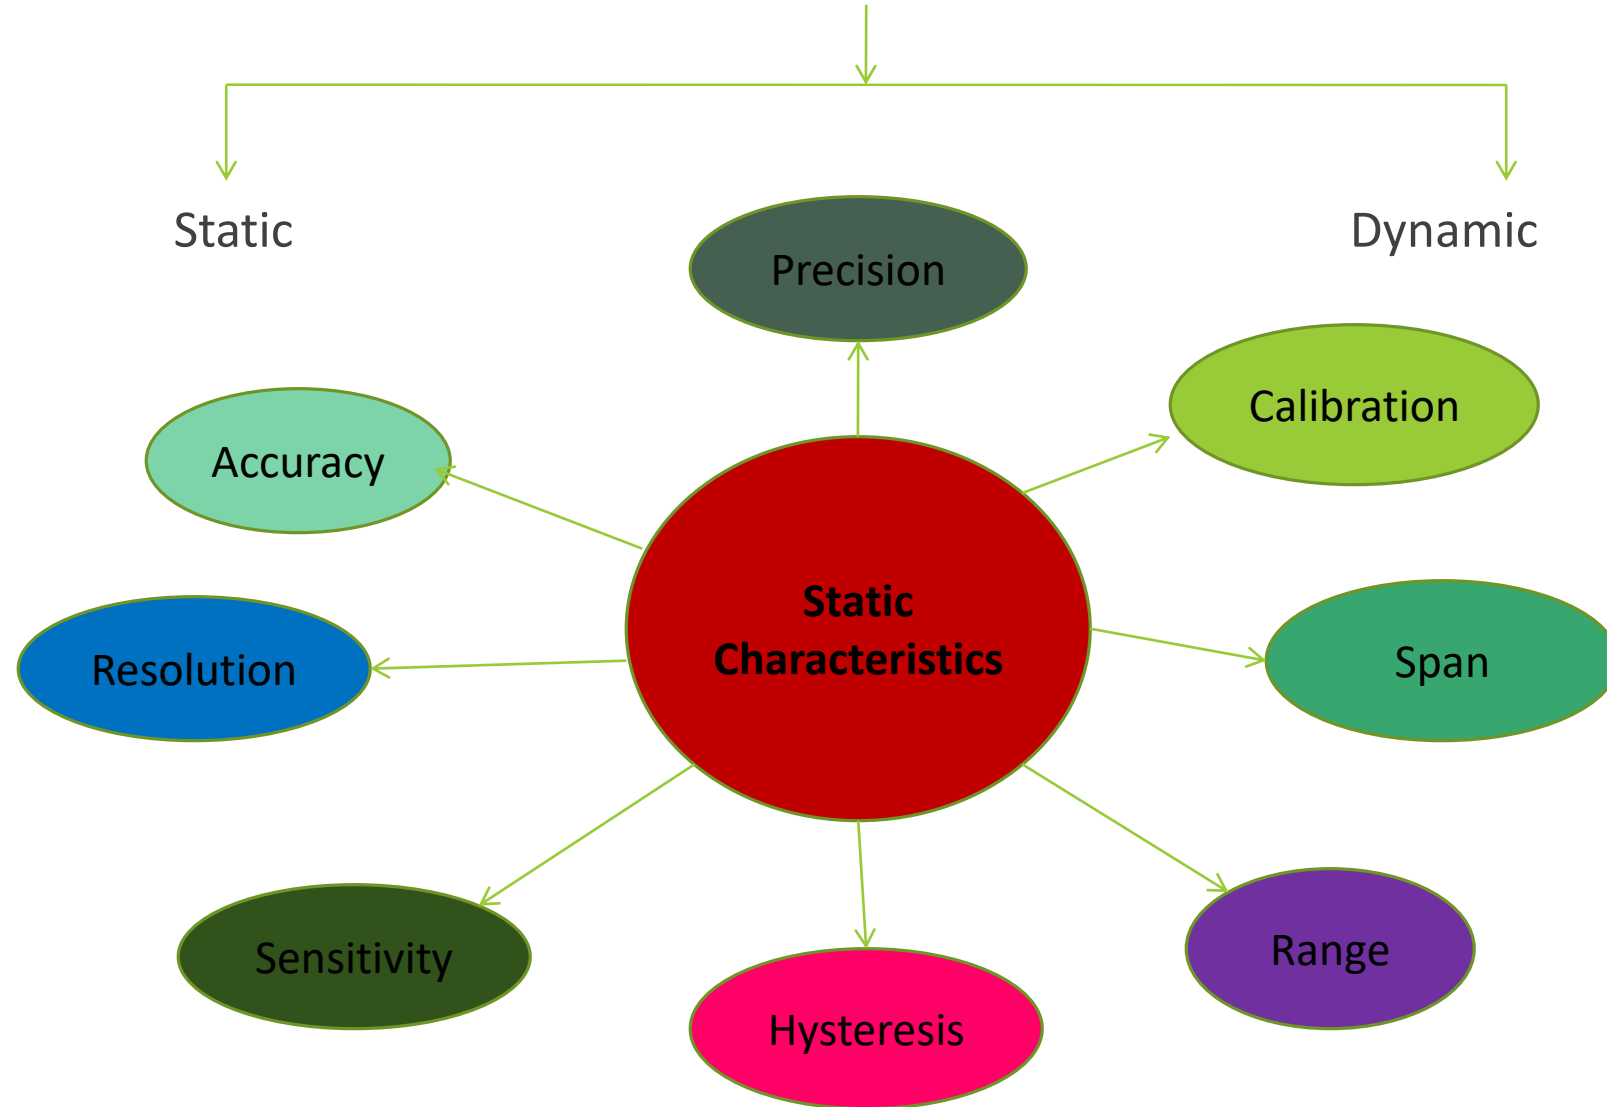 Static
Dynamic
Precision
Calibration
Accuracy
Static
Characteristics
Resolution
Span
Sensitivity
Range
Hysteresis